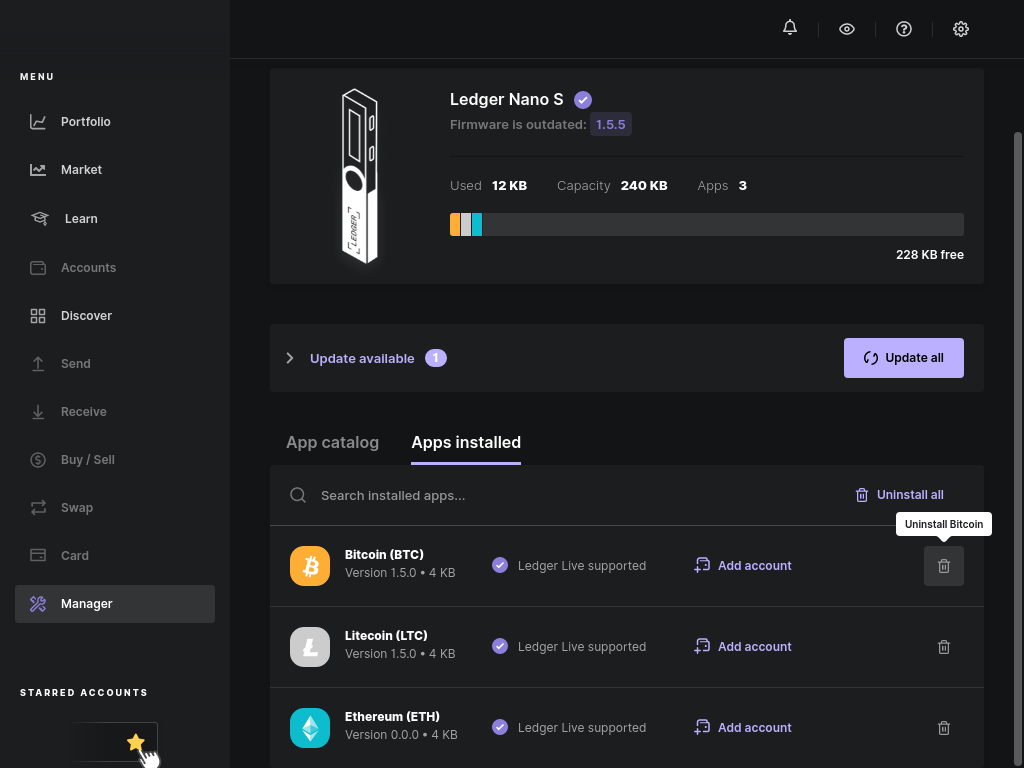 MENU
Portfolio
Market
Learn
Accounts
Discover
Send
Receive
Buy / Sell
Swap
Card
Manager
STARRED ACCOUNTS
LEDGER
Ledger Nano S
Firmware is outdated: 1.5.5
Used 12 KB Capacity 240 KB Apps 3
228 KB free
Update available 1 Update all
App catalog Apps installed
Search installed apps... Uninstall all
Uninstall Bitcoin
Bitcoin (BTC)
Version 1.5.0 • 4 KB Ledger Live supported Add account
Litecoin (LTC)
Version 1.5.0 • 4 KB Ledger Live supported Add account
Ethereum (ETH)
Version 0.0.0 • 4 KB Ledger Live supported Add account